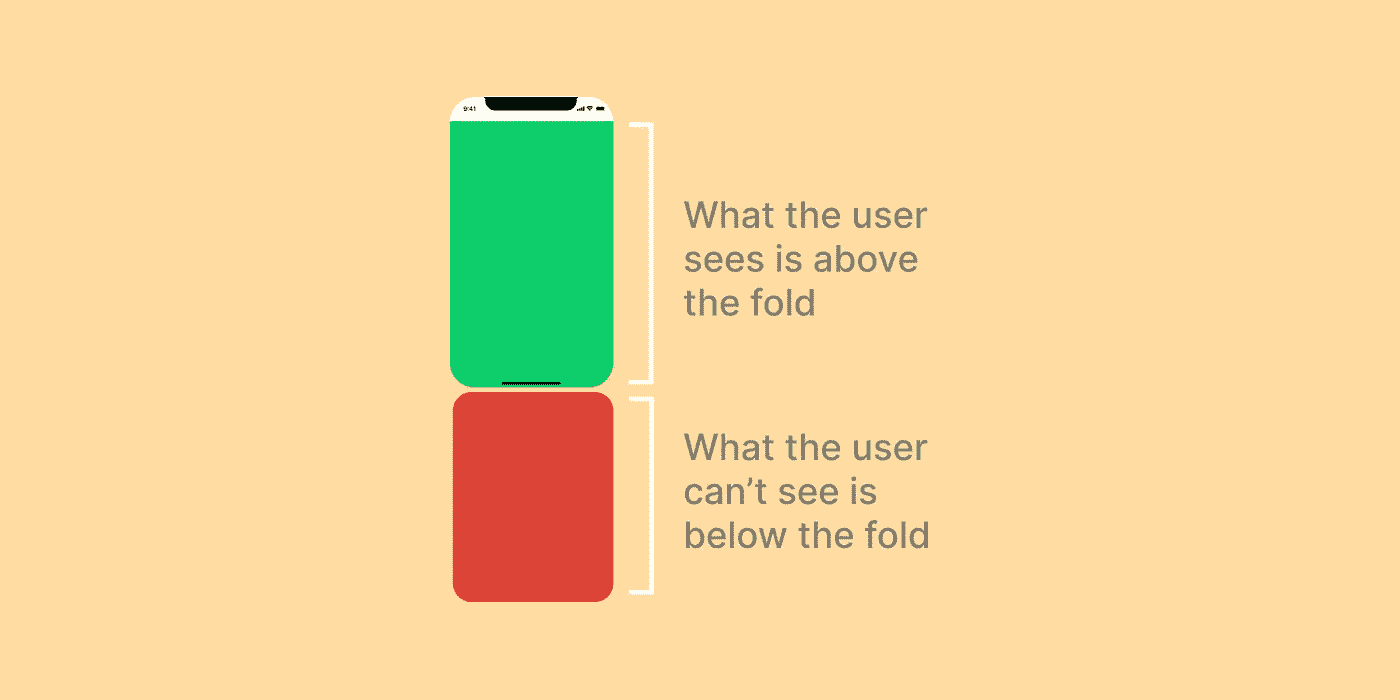 9:41
What the user
sees is above
the fold
What the user
can’t see is
below the fold